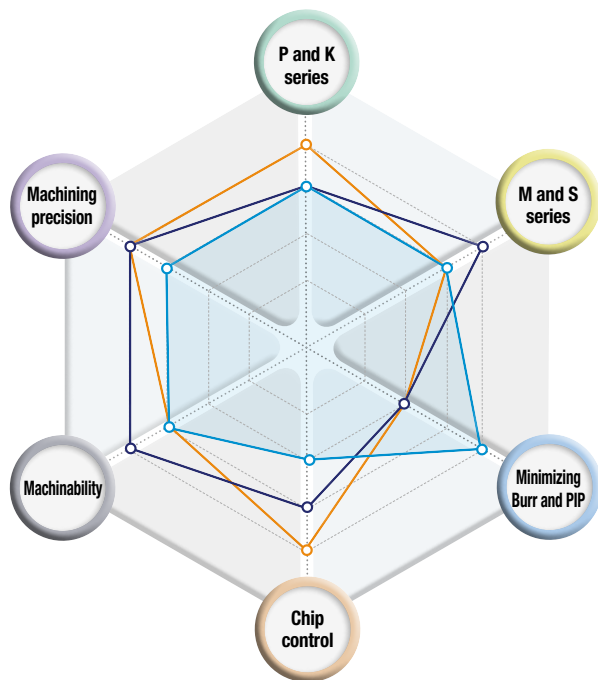 P and K
series
Machining
precision
M and S
series
Machinability
Minimizing
Burr and PIP
Chip
control